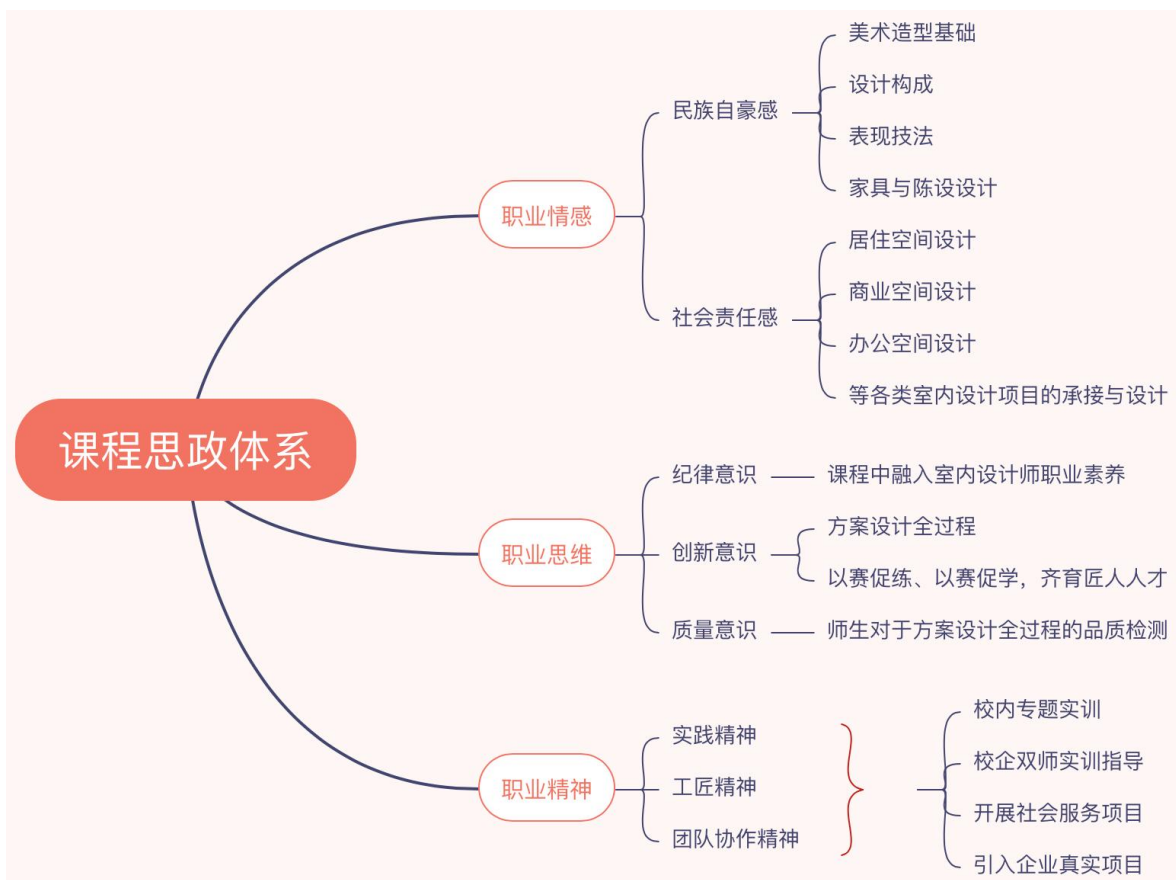 课程思政体系
职业情感
民族自豪感
美术造型基础
设计构成
表现技法
家具与陈设设计
社会责任感
居住空间设计
商业空间设计
办公空间设计
等各类室内设计项目的承接与设计
职业思维
纪律意识
课程中融入室内设计师职业素养
创新意识
方案设计全过程
以赛促练、以赛促学，齐育匠人人才
质量意识
师生对于方案设计全过程的品质检测
职业精神
实践精神
工匠精神
团队协作精神
校内专题实训
校企双师实训指导
开展社会服务项目
引入企业真实项目